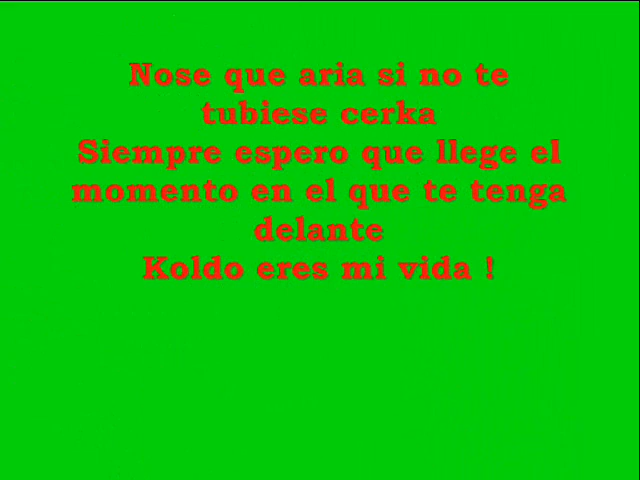 Nose que aria si no te
tubiese cerka
Siempre espero que llege el
momento en el que te tenga
delante
Koldo eres mi vida !